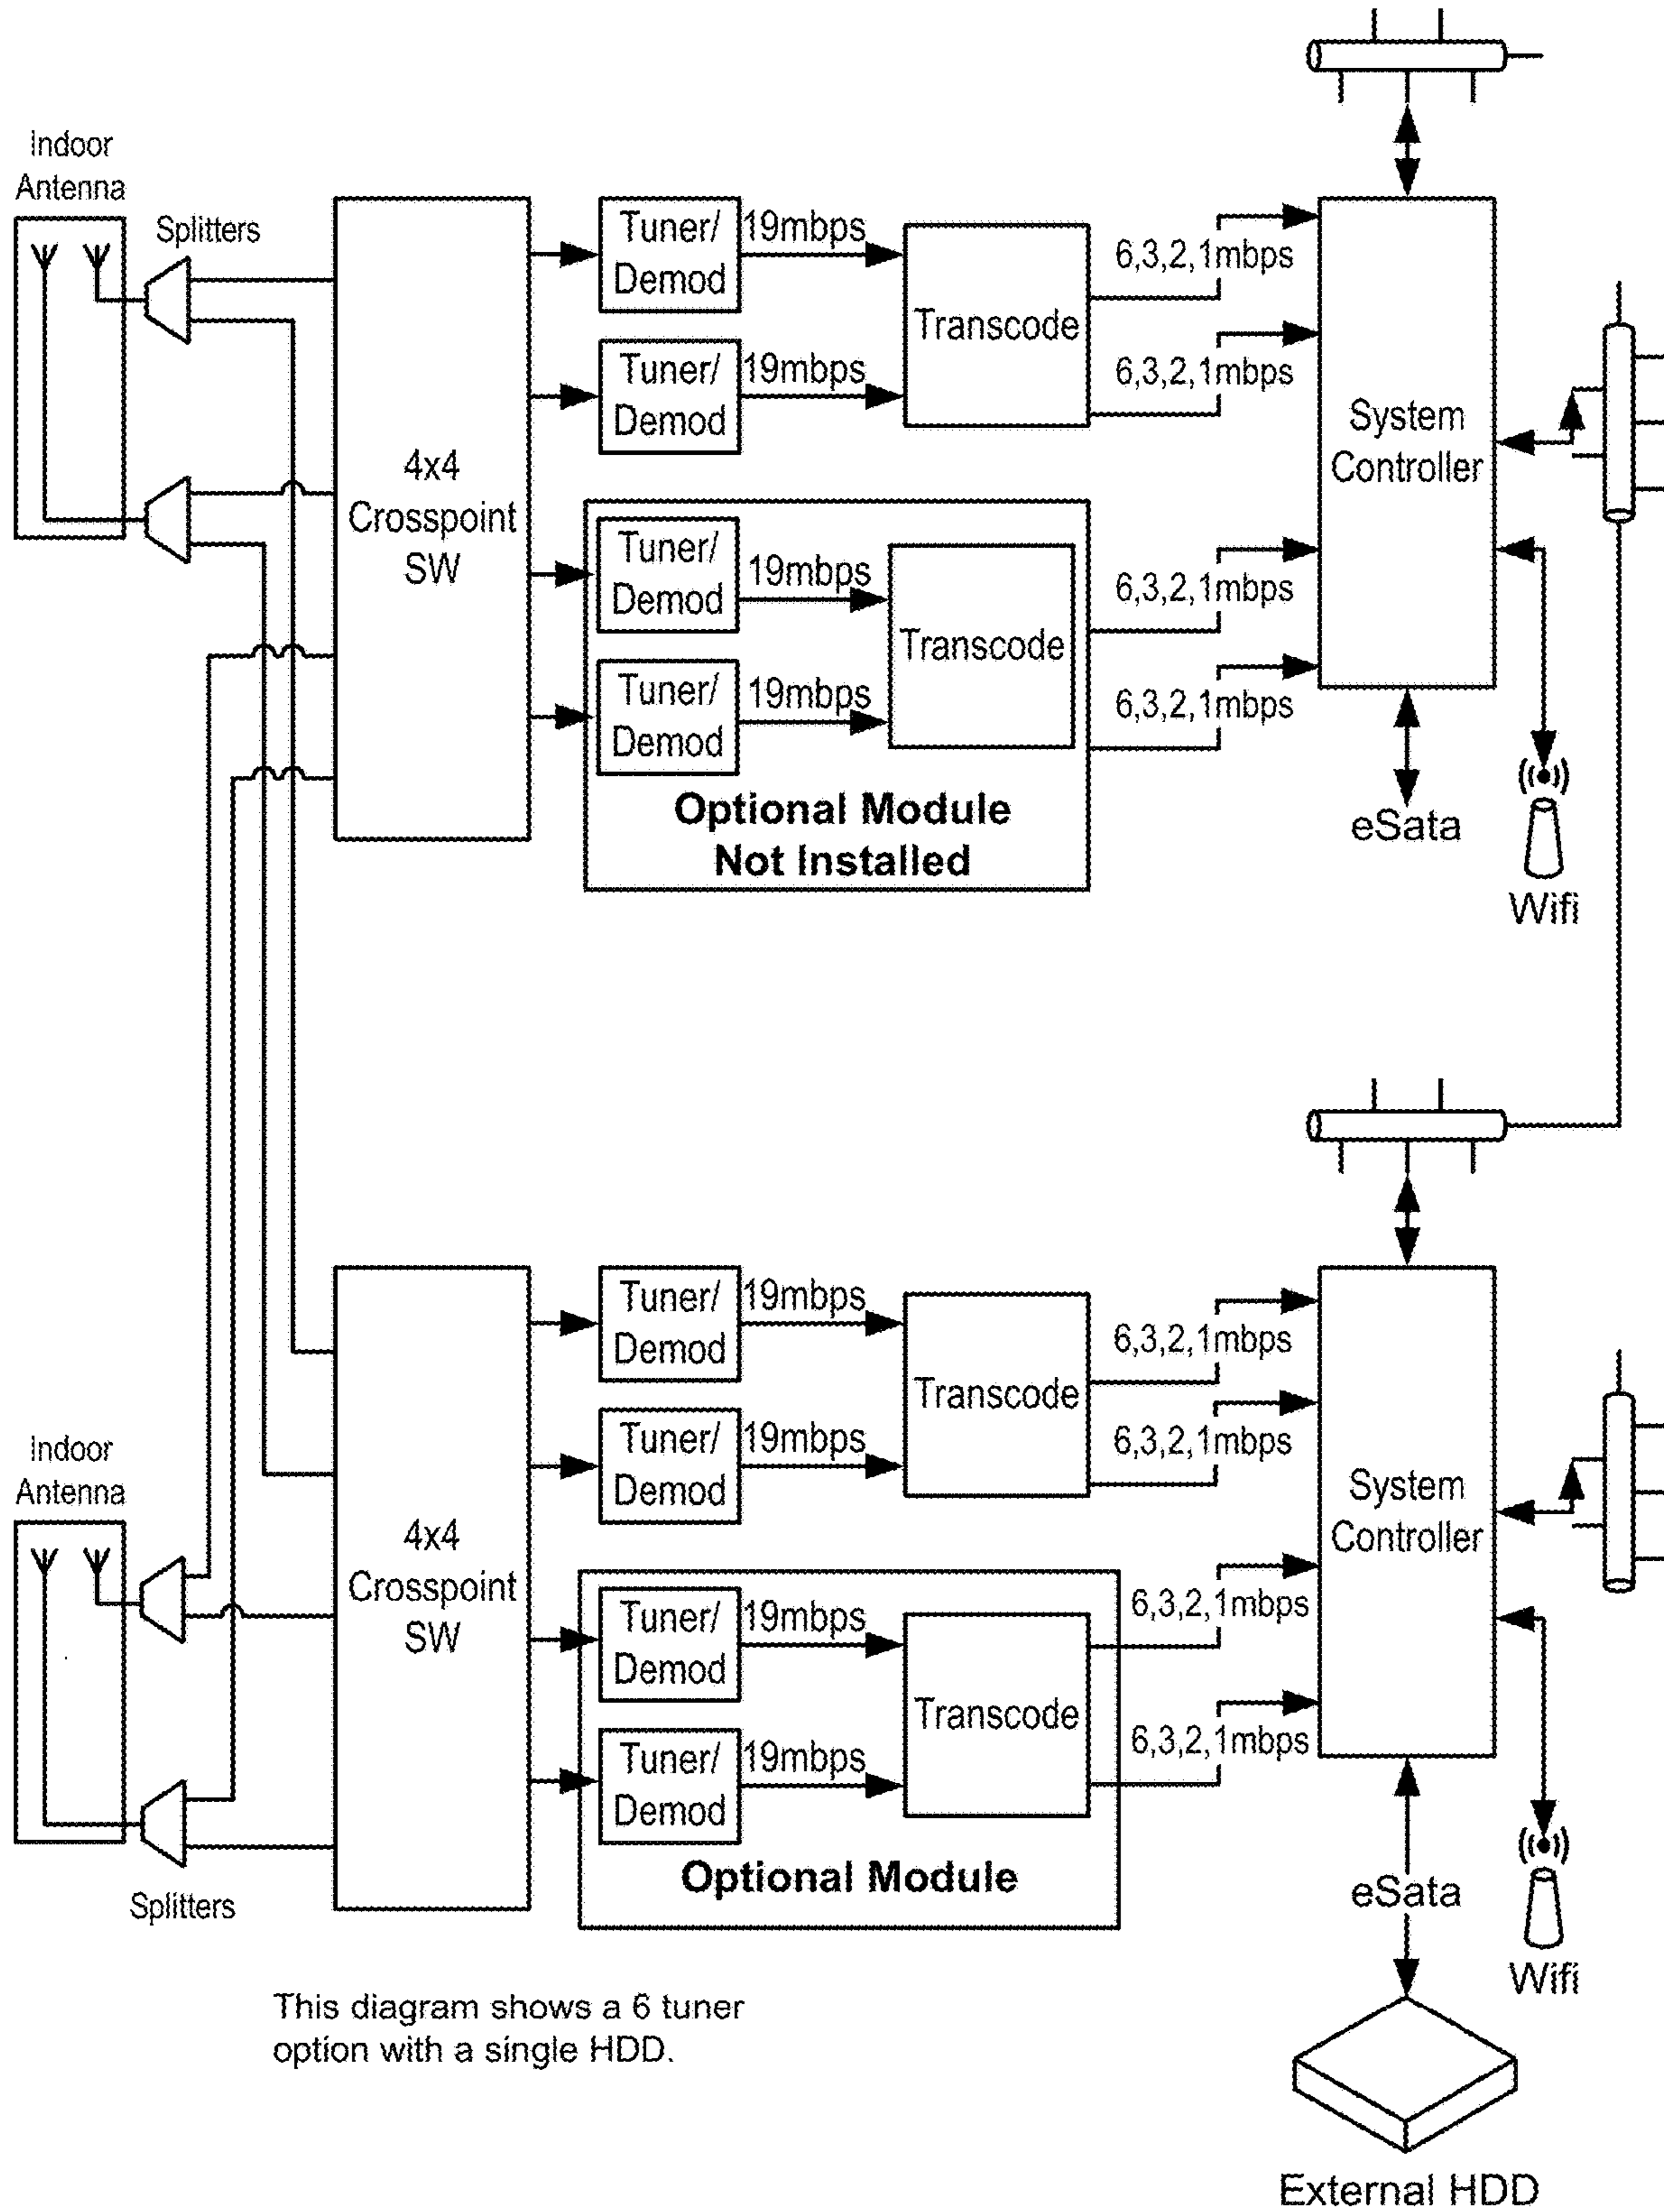 Indoor
Antenna
Splitters
4x4
Crosspoint
SW
Tuner/
Demod
19mbps
Tuner/
Demod
19mbps
Transcode
6,3,2,1mbps
6,3,2,1mbps
System
Controller
Tuner/
Demod
19mbps
Tuner/
Demod
19mbps
Transcode
6,3,2,1mbps
6,3,2,1mbps
Optional Module
Not Installed
eSata
Wifi
Indoor
Antenna
Splitters
4x4
Crosspoint
SW
Tuner/
Demod
19mbps
Tuner/
Demod
19mbps
Transcode
6,3,2,1mbps
6,3,2,1mbps
System
Controller
Tuner/
Demod
19mbps
Tuner/
Demod
19mbps
Transcode
6,3,2,1mbps
6,3,2,1mbps
Optional Module
eSata
Wifi
External HDD
This diagram shows a 6 tuner
option with a single HDD.